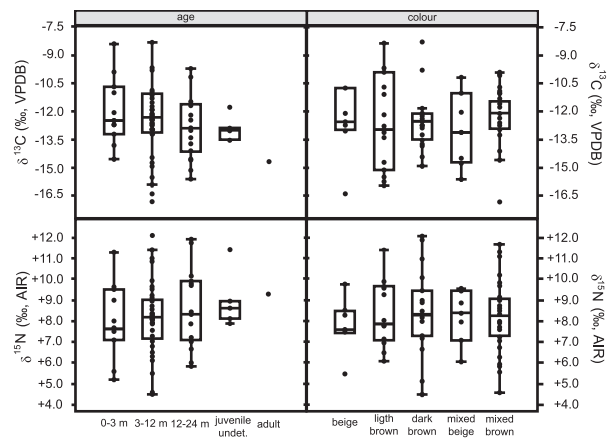 age
colour
-7.5
-9.0
-10.5
-12.0
-13.5
-15.0
-16.5
δ¹³C (‰, VPDB)
-7.5
-9.0
-10.5
-12.0
-13.5
-15.0
-16.5
δ¹³C (‰, VPDB)
+12.0
+11.0
+10.0
+9.0
+8.0
+7.0
+6.0
+5.0
+4.0
δ¹⁵N (‰, AIR)
+12.0
+11.0
+10.0
+9.0
+8.0
+7.0
+6.0
+5.0
+4.0
δ¹⁵N (‰, AIR)
0-3 m
3-12 m
12-24 m
juvenile
undet.
adult
beige
ligth
brown
dark
brown
mixed
beige
mixed
brown